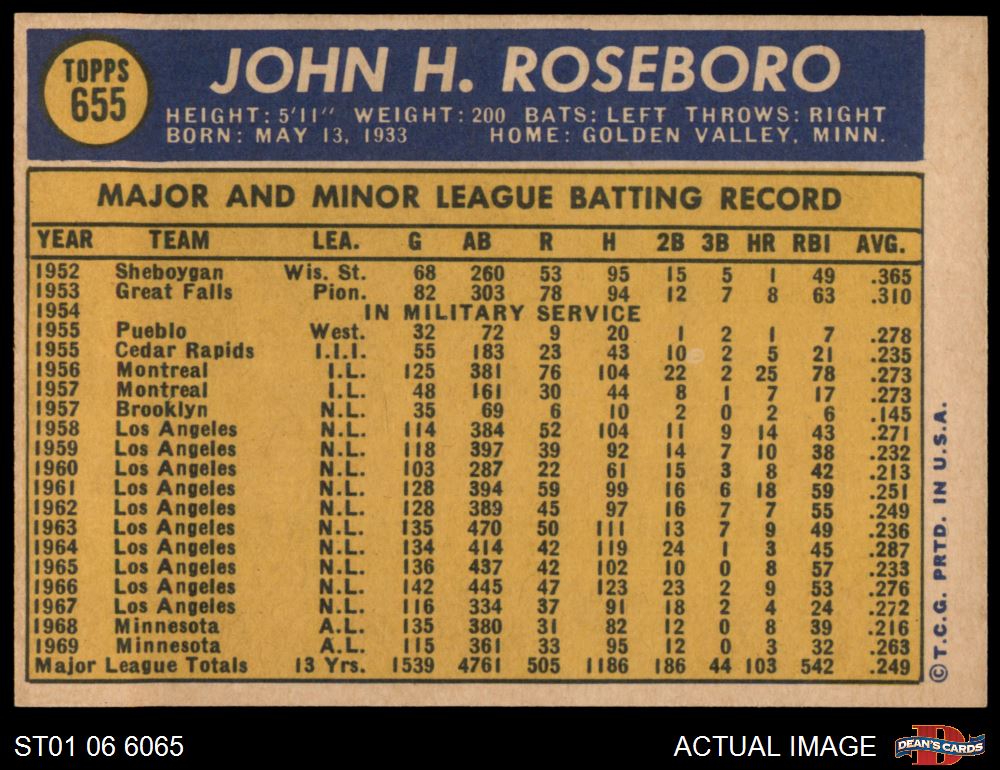 TOPPS
655
JOHN H. ROSEBORO
HEIGHT: 5'11" WEIGHT: 200 BATS: LEFT THROWS: RIGHT
BORN: MAY 13, 1933 HOME: GOLDEN VALLEY, MINN.
MAJOR AND MINOR LEAGUE BATTING RECORD
YEAR TEAM LEA. G AB R H 2B 3B HR RBI AVG.
1952 Sheboygan Wis. St. 68 260 53 95 15 5 1 49 .365
1953 Great Falls Pion. 82 303 78 94 12 7 8 63 .310
1954 IN MILITARY SERVICE
1955 Pueblo West. 32 72 9 20 1 2 1 7 .278
1955 Cedar Rapids I.I.I. 55 183 23 43 10 2 5 21 .235
1956 Montreal I.L. 125 381 76 104 22 2 25 78 .273
1957 Montreal I.L. 48 161 30 44 8 1 7 17 .273
1957 Brooklyn N.L. 35 69 6 10 2 0 2 6 .145
1958 Los Angeles N.L. 114 384 52 104 11 9 14 43 .271
1959 Los Angeles N.L. 118 397 39 92 14 7 10 38 .232
1960 Los Angeles N.L. 103 287 22 61 15 3 8 42 .213
1961 Los Angeles N.L. 128 394 59 99 16 6 18 59 .251
1962 Los Angeles N.L. 128 389 45 97 16 7 7 55 .249
1963 Los Angeles N.L. 135 470 50 111 13 7 9 49 .236
1964 Los Angeles N.L. 134 414 42 119 24 1 3 45 .287
1965 Los Angeles N.L. 136 437 42 102 10 0 8 57 .233
1966 Los Angeles N.L. 142 445 47 123 23 2 9 53 .276
1967 Los Angeles N.L. 116 334 37 91 18 2 4 24 .272
1968 Minnesota A.L. 135 380 31 82 12 0 8 39 .216
1969 Minnesota A.L. 115 361 33 95 12 0 3 32 .263
Major League Totals 13 Yrs. 1539 4761 505 1186 186 44 103 542 .249
© T.C.G. PRTD. IN U.S.A.
ST01 06 6065
ACTUAL IMAGE
D
DEAN'S CARDS